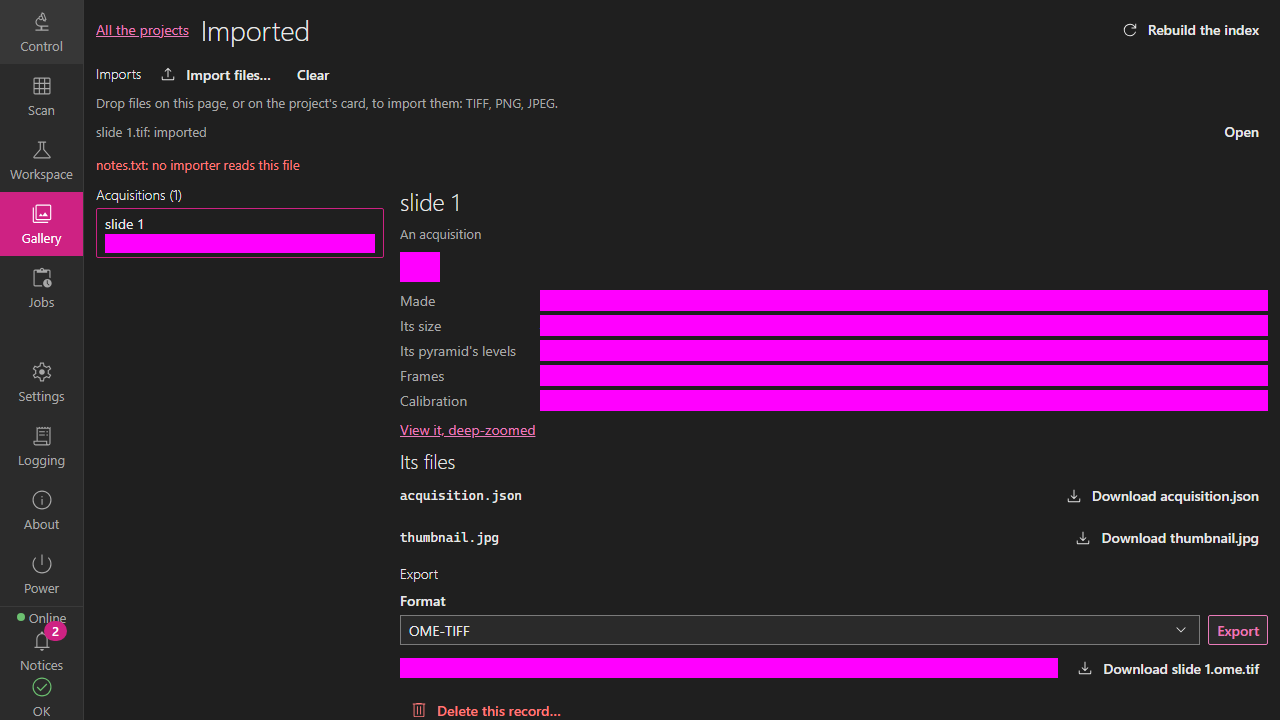 Control
Scan
Workspace
Gallery
Jobs
Settings
Logging
About
Power
Online
2
Notices
OK
All the projects Imported
Rebuild the index
Imports Import files... Clear
Drop files on this page, or on the project's card, to import them: TIFF, PNG, JPEG.
slide 1.tif: imported Open
notes.txt: no importer reads this file
Acquisitions (1)
slide 1
slide 1
An acquisition
Made
Its size
Its pyramid's levels
Frames
Calibration
View it, deep-zoomed
Its files
acquisition.json Download acquisition.json
thumbnail.jpg Download thumbnail.jpg
Export
Format
OME-TIFF Export
Download slide 1.ome.tif
Delete this record...